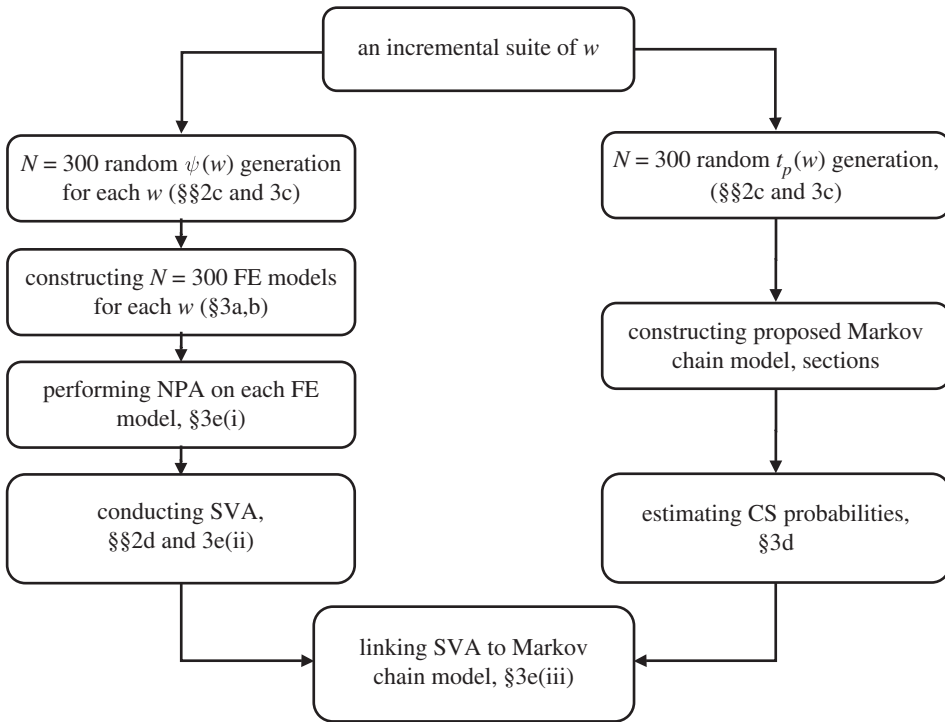 an incremental suite of w
N = 300 random ψ(w) generation
for each w (§§2c and 3c)
constructing N = 300 FE models
for each w (§3a,b)
performing NPA on each FE
model, §3e(i)
conducting SVA,
§§2d and 3e(ii)
N = 300 random t_p(w) generation,
(§§2c and 3c)
constructing proposed Markov
chain model, sections
estimating CS probabilities,
§3d
linking SVA to Markov
chain model, §3e(iii)